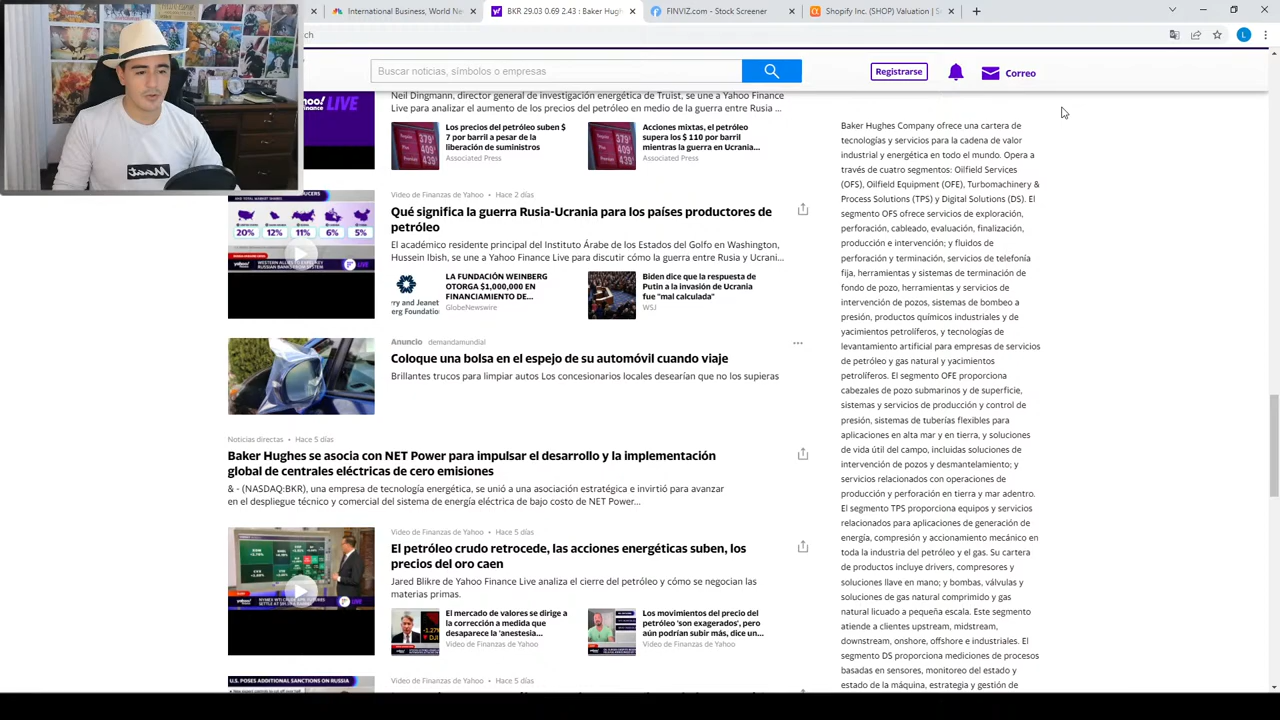 International Business, World Ne
BKR 29.03 0.69 2.43 : Baker Hugh
FINVIZ.com - Stock Screener
Shopify (SHOP) Valuation | S
ch
Buscar noticias, símbolos o empresas
Registrarse
Correo
Neil Dingmann, director general de investigación energética de Truist, se une a Yahoo Finance
Live para analizar el aumento de los precios del petróleo en medio de la guerra entre Rusia ...
LIVE
Los precios del petróleo suben $
7 por barril a pesar de la
liberación de suministros
Associated Press
Acciones mixtas, el petróleo
supera los $ 110 por barril
mientras la guerra en Ucrania...
Associated Press
Video de Finanzas de Yahoo • Hace 2 días
Qué significa la guerra Rusia-Ucrania para los países productores de
petróleo
El académico residente principal del Instituto Árabe de los Estados del Golfo en Washington,
Hussein Ibish, se une a Yahoo Finance Live para discutir cómo la guerra entre Rusia y Ucrani...
20% 12% 11% 6% 5%
LA FUNDACIÓN WEINBERG
OTORGA $1,000,000 EN
FINANCIAMIENTO DE...
GlobeNewswire
rry and Jeanet
erg Foundatio
Biden dice que la respuesta de
Putin a la invasión de Ucrania
fue "mal calculada"
WSJ
Anuncio demandamundial
Coloque una bolsa en el espejo de su automóvil cuando viaje
Brillantes trucos para limpiar autos Los concesionarios locales desearían que no los supieras
Noticias directas • Hace 5 días
Baker Hughes se asocia con NET Power para impulsar el desarrollo y la implementación
global de centrales eléctricas de cero emisiones
& - (NASDAQ:BKR), una empresa de tecnología energética, se unió a una asociación estratégica e invirtió para avanzar
en el despliegue técnico y comercial del sistema de energía eléctrica de bajo costo de NET Power...
Video de Finanzas de Yahoo • Hace 5 días
El petróleo crudo retrocede, las acciones energéticas suben, los
precios del oro caen
Jared Blikre de Yahoo Finance Live analiza el cierre del petróleo y cómo se negocian las
materias primas.
El mercado de valores se dirige a
la corrección a medida que
desaparece la 'anestesia...
Video de Finanzas de Yahoo
Los movimientos del precio del
petróleo 'son exagerados', pero
aún podrían subir más, dice un...
Video de Finanzas de Yahoo
Video de Finanzas de Yahoo • Hace 5 días
U.S. POSES ADDITIONAL SANCTIONS ON RUSSIA
Baker Hughes Company ofrece una cartera de
tecnologías y servicios para la cadena de valor
industrial y energética en todo el mundo. Opera a
través de cuatro segmentos: Oilfield Services
(OFS), Oilfield Equipment (OFE), Turbomachinery &
Process Solutions (TPS) y Digital Solutions (DS). El
segmento OFS ofrece servicios de exploración,
perforación, cableado, evaluación, finalización,
producción e intervención, y fluidos de
perforación y terminación, servicios de telefonía
fija, herramientas y sistemas de terminación de
fondo de pozo, herramientas y servicios de
intervención de pozos, sistemas de bombeo a
presión, productos químicos industriales y de
yacimientos petrolíferos, y tecnologías de
levantamiento artificial para empresas de servicios
de petróleo y gas natural y yacimientos
petrolíferos. El segmento OFE proporciona
cabezales de pozo submarinos y de superficie,
sistemas y servicios de producción y control de
presión, sistemas de tuberías flexibles para
aplicaciones en alta mar y en tierra, y soluciones
de vida útil del campo, incluidas soluciones de
intervención de pozos y desmantelamiento; y
servicios relacionados con operaciones de
producción y perforación en tierra y mar adentro.
El segmento TPS proporciona equipos y servicios
relacionados para aplicaciones de generación de
energía, compresión y accionamiento mecánico en
toda la industria del petróleo y el gas. Su cartera
de productos incluye drivers, compresores y
soluciones llave en mano; y bombas, válvulas y
soluciones de gas natural comprimido y gas
natural licuado a pequeña escala. Este segmento
atiende a clientes upstream, midstream,
downstream, onshore, offshore e industriales. El
segmento DS proporciona mediciones de procesos
basadas en sensores, monitoreo del estado y
estado de la máquina, estrategia y gestión de